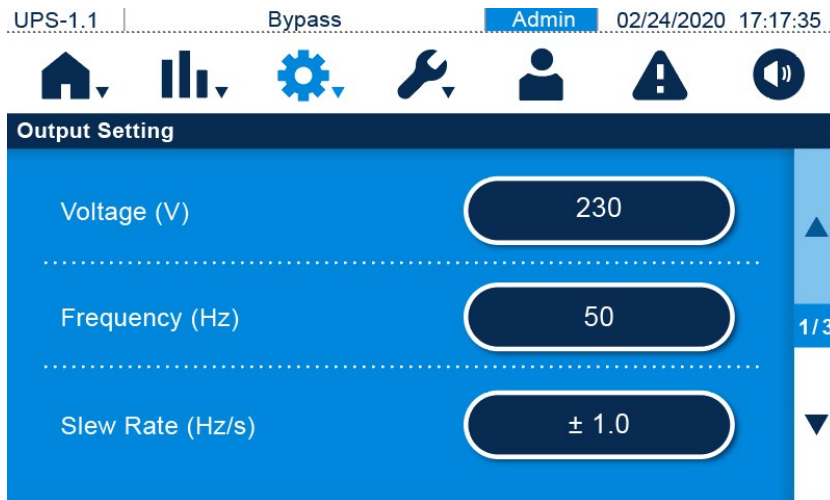 UPS-1.1 Bypass Admin 02/24/2020 17:17:35
Output Setting
Voltage (V) 230
Frequency (Hz) 50
1/3
Slew Rate (Hz/s) ± 1.0